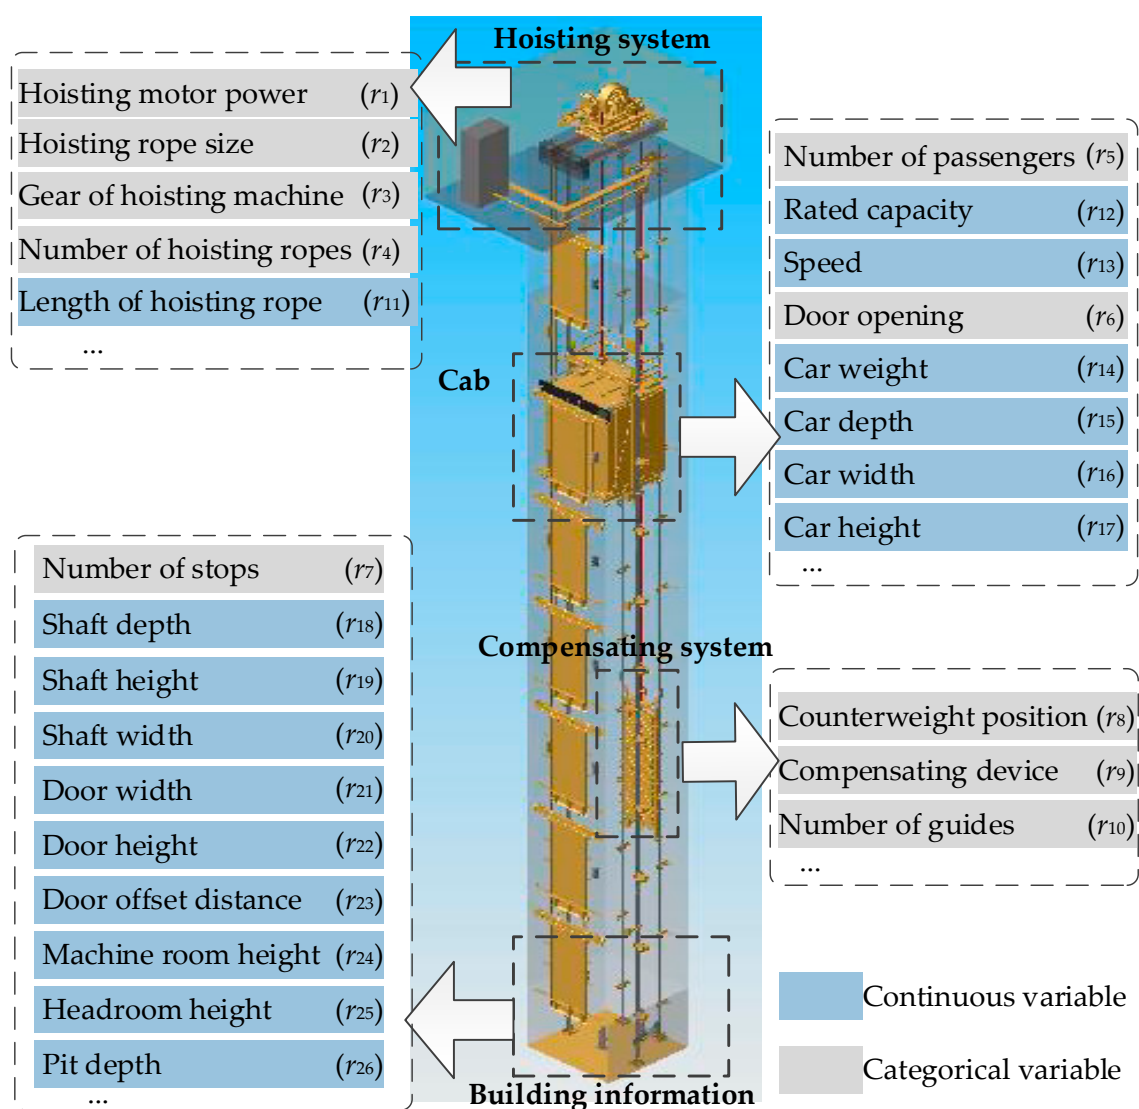 Hoisting system
Hoisting motor power (r1)
Hoisting rope size (r2)
Gear of hoisting machine (r3)
Number of hoisting ropes (r4)
Length of hoisting rope (r11)
...
Number of passengers (r5)
Rated capacity (r12)
Speed (r13)
Door opening (r6)
Car weight (r14)
Car depth (r15)
Car width (r16)
Car height (r17)
...
Cab
Number of stops (r7)
Shaft depth (r18)
Shaft height (r19)
Shaft width (r20)
Door width (r21)
Door height (r22)
Door offset distance (r23)
Machine room height (r24)
Headroom height (r25)
Pit depth (r26)
...
Compensating system
Counterweight position (r8)
Compensating device (r9)
Number of guides (r10)
...
Building information
Continuous variable
Categorical variable